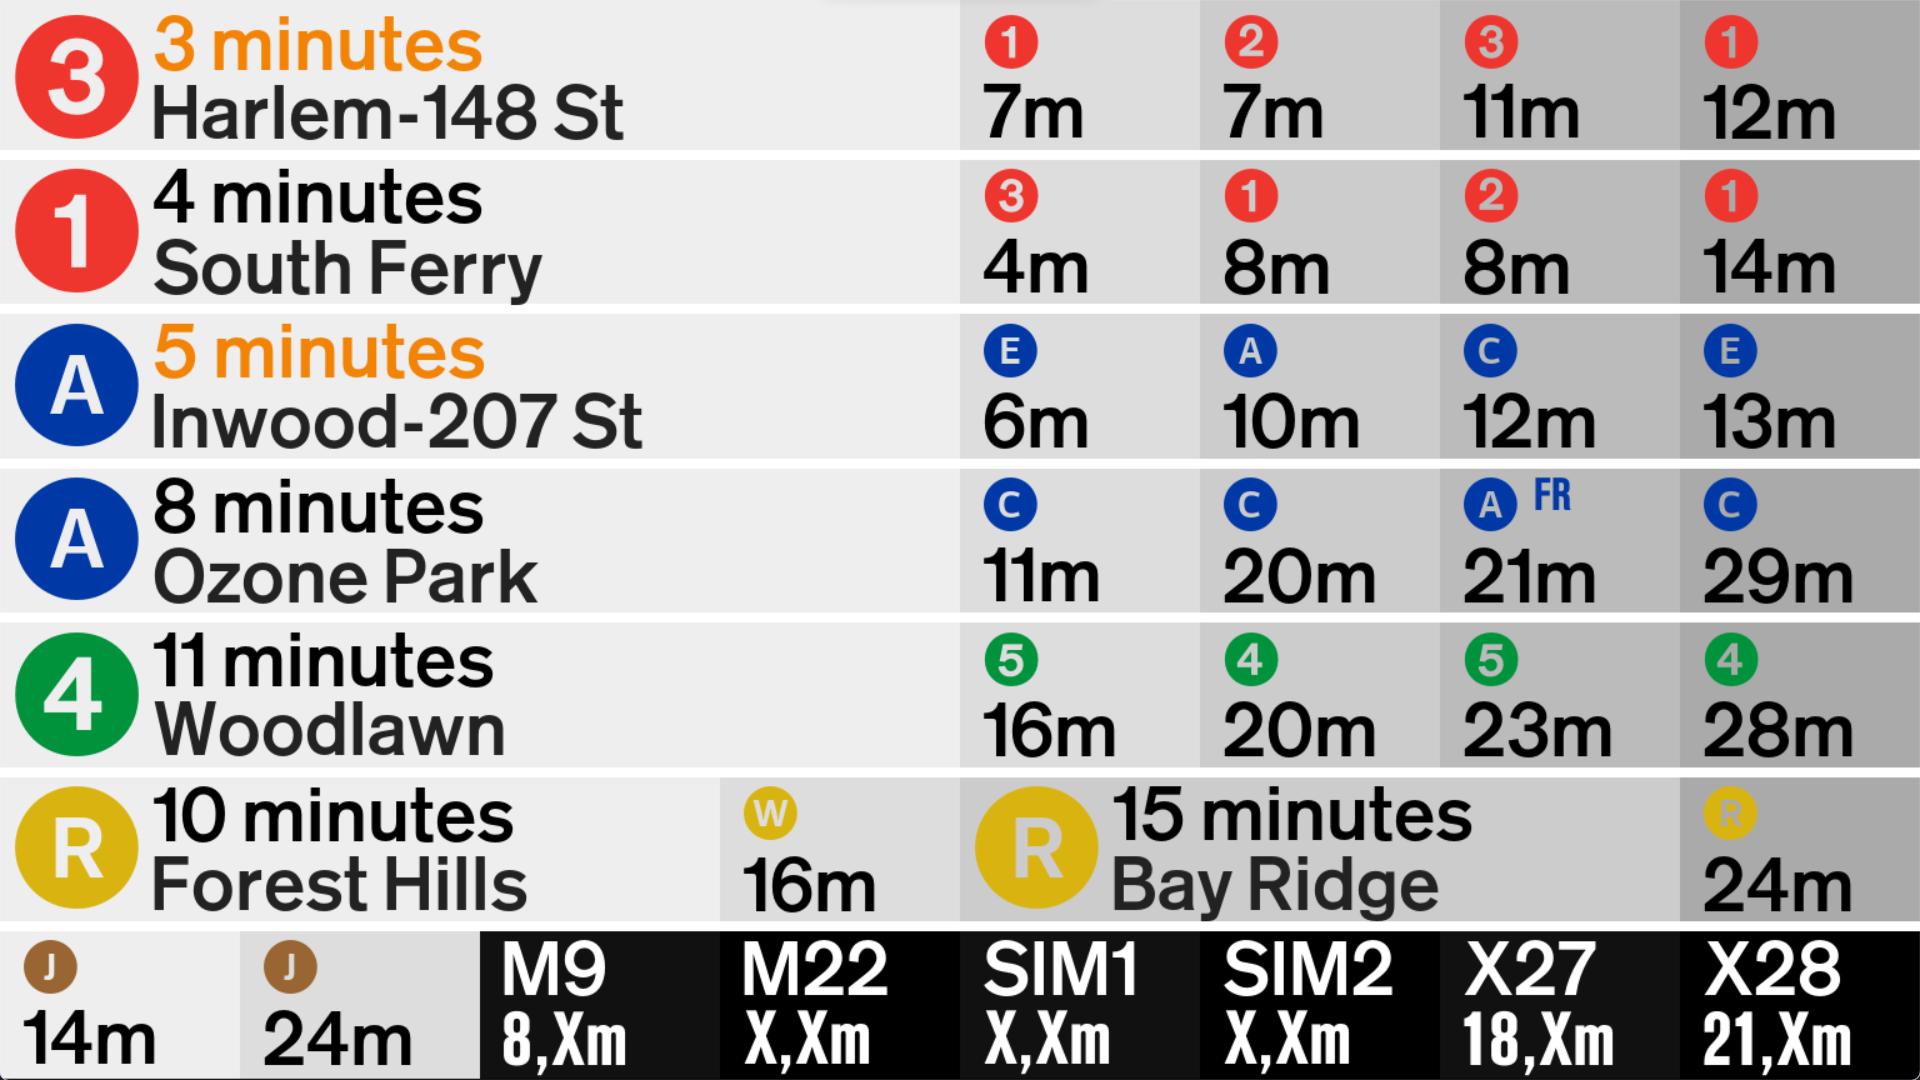 3 3 minutes
Harlem-148 St
1 2 3 1
7m 7m 11m 12m
1 4 minutes
South Ferry
3 1 2 1
4m 8m 8m 14m
A 5 minutes
Inwood-207 St
E A C E
6m 10m 12m 13m
A 8 minutes
Ozone Park
C C A FR C
11m 20m 21m 29m
4 11 minutes
Woodlawn
5 4 5 4
16m 20m 23m 28m
R 10 minutes
Forest Hills
W
16m
R 15 minutes
Bay Ridge
R
24m
J J M9 M22 SIM1 SIM2 X27 X28
14m 24m 8,Xm X,Xm X,Xm X,Xm 18,Xm 21,Xm